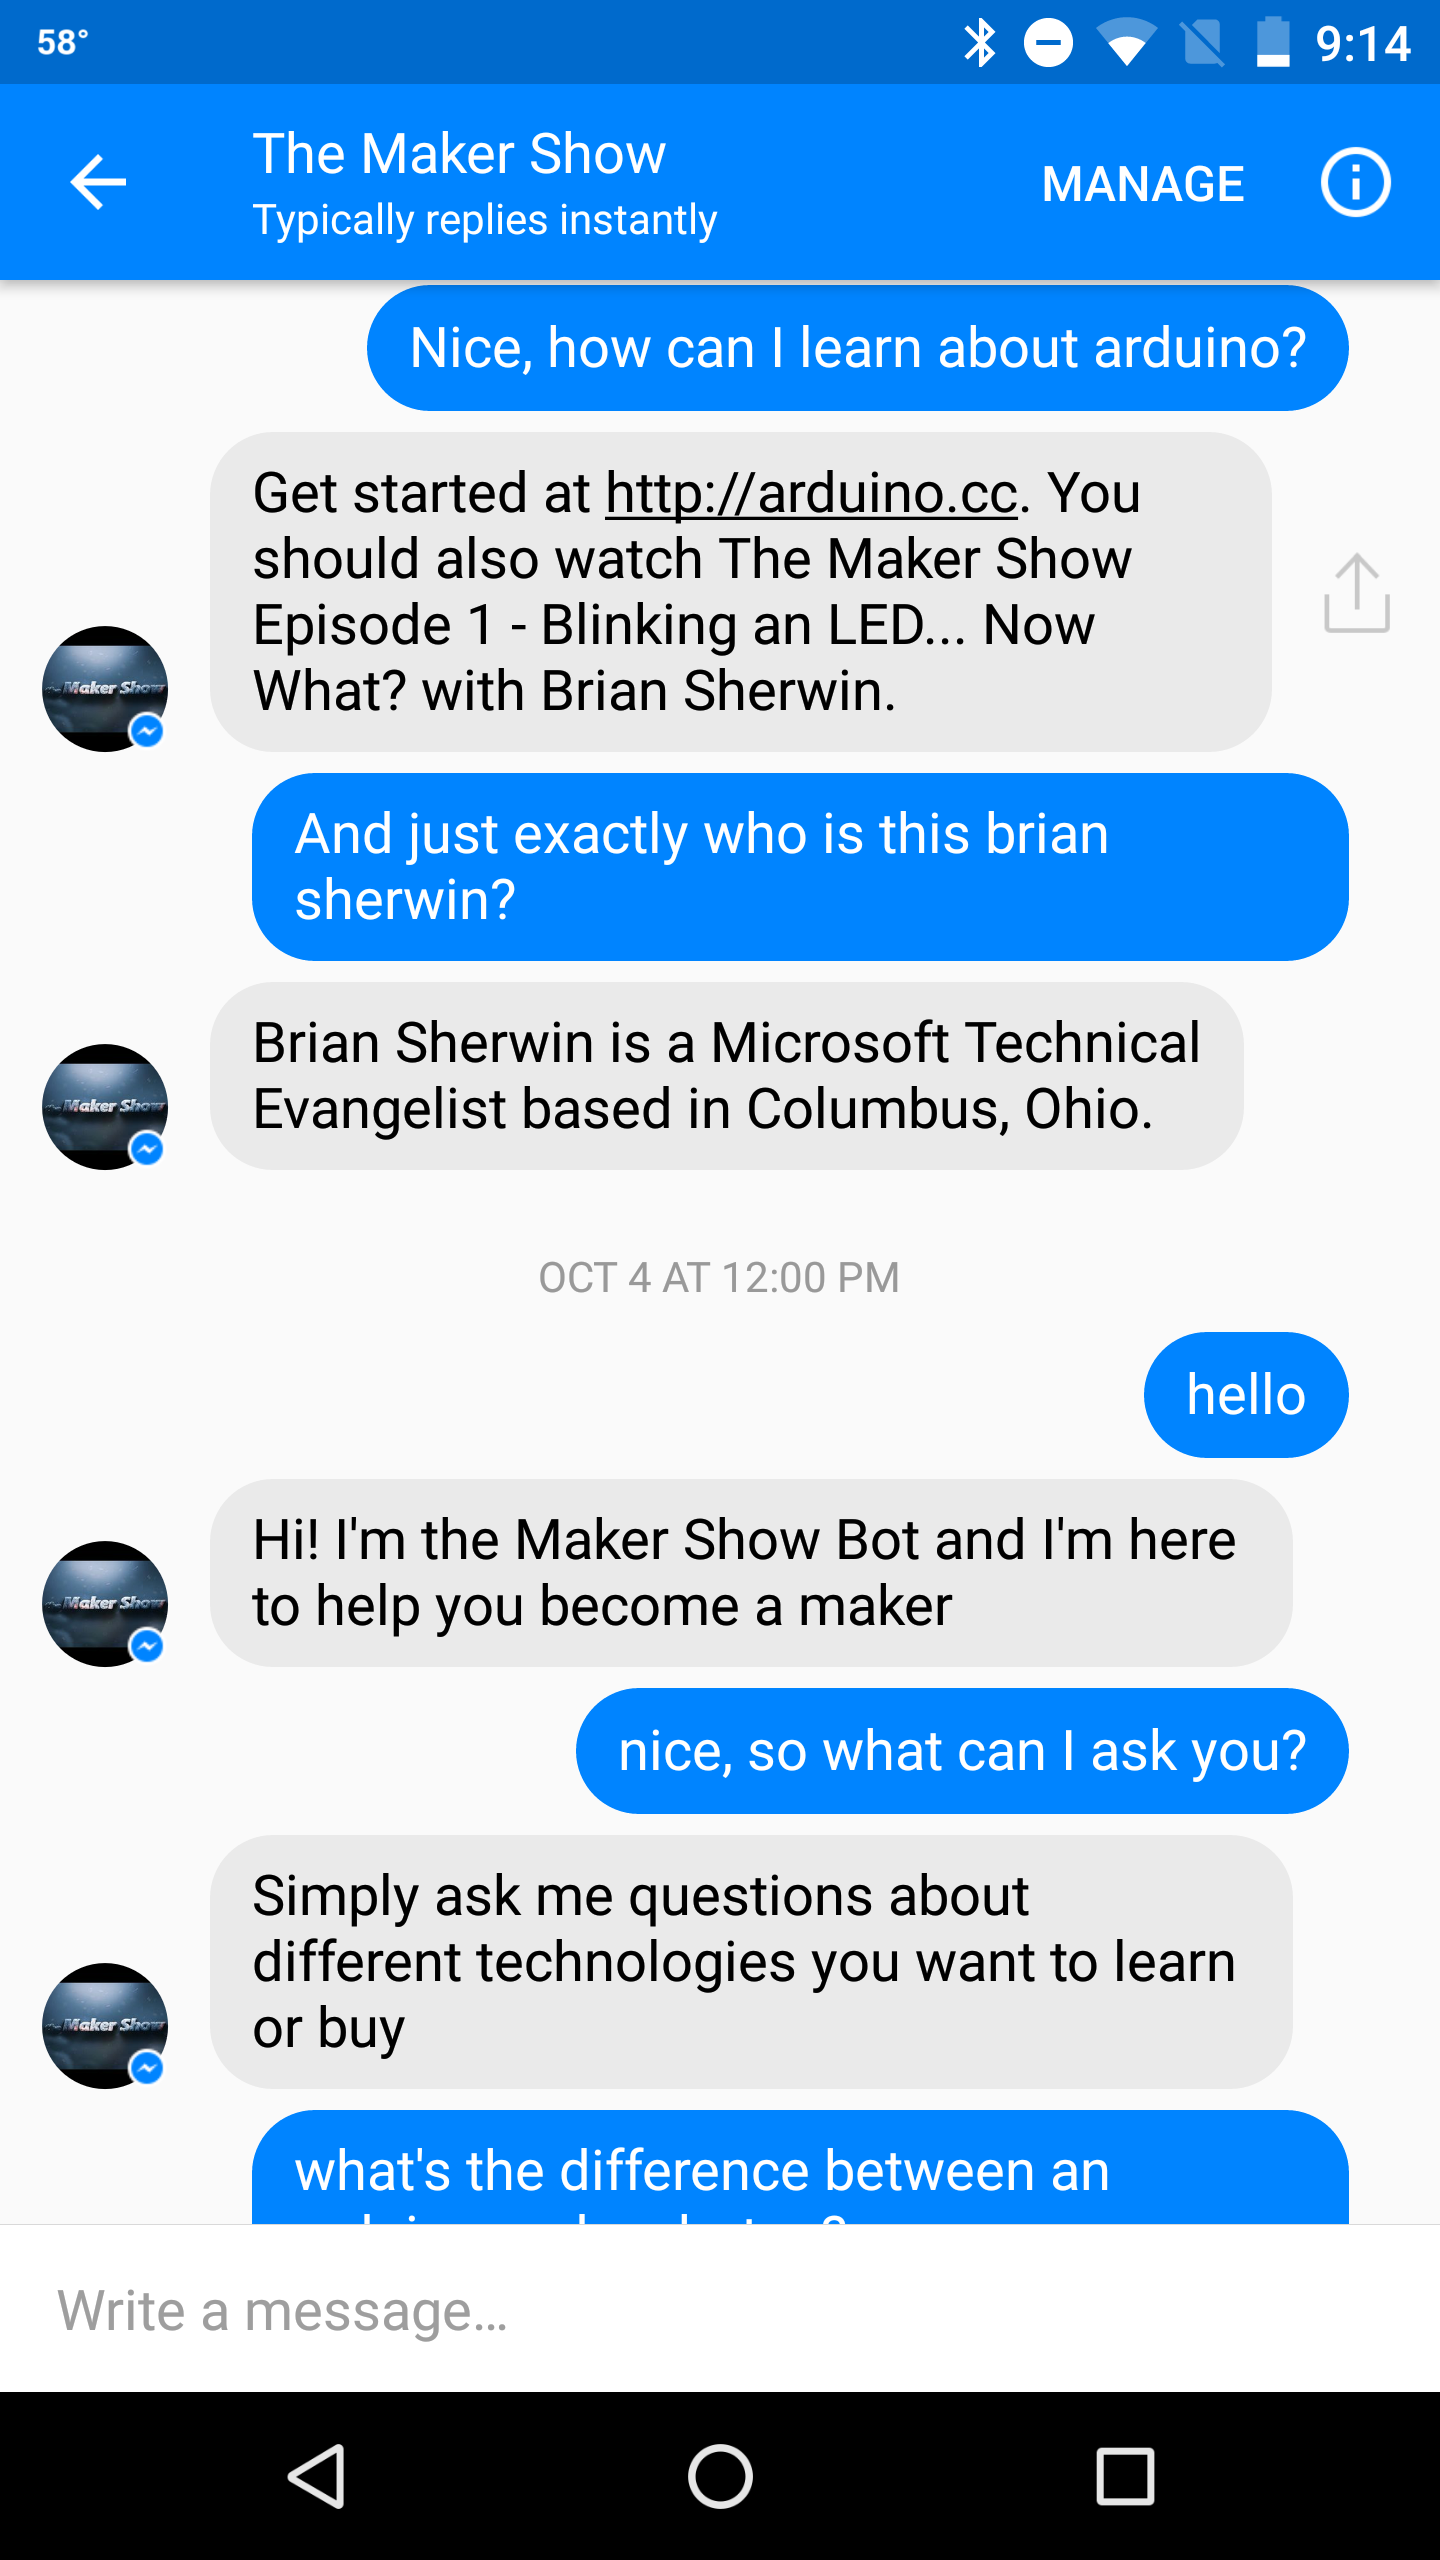 58°
9:14
The Maker Show
Typically replies instantly
MANAGE
Nice, how can I learn about arduino?
Get started at http://arduino.cc. You
should also watch The Maker Show
Episode 1 - Blinking an LED... Now
What? with Brian Sherwin.
Maker Show
And just exactly who is this brian
sherwin?
Brian Sherwin is a Microsoft Technical
Evangelist based in Columbus, Ohio.
Maker Show
OCT 4 AT 12:00 PM
hello
Hi! I'm the Maker Show Bot and I'm here
to help you become a maker
Maker Show
nice, so what can I ask you?
Simply ask me questions about
different technologies you want to learn
or buy
Maker Show
what's the difference between an
Write a message...